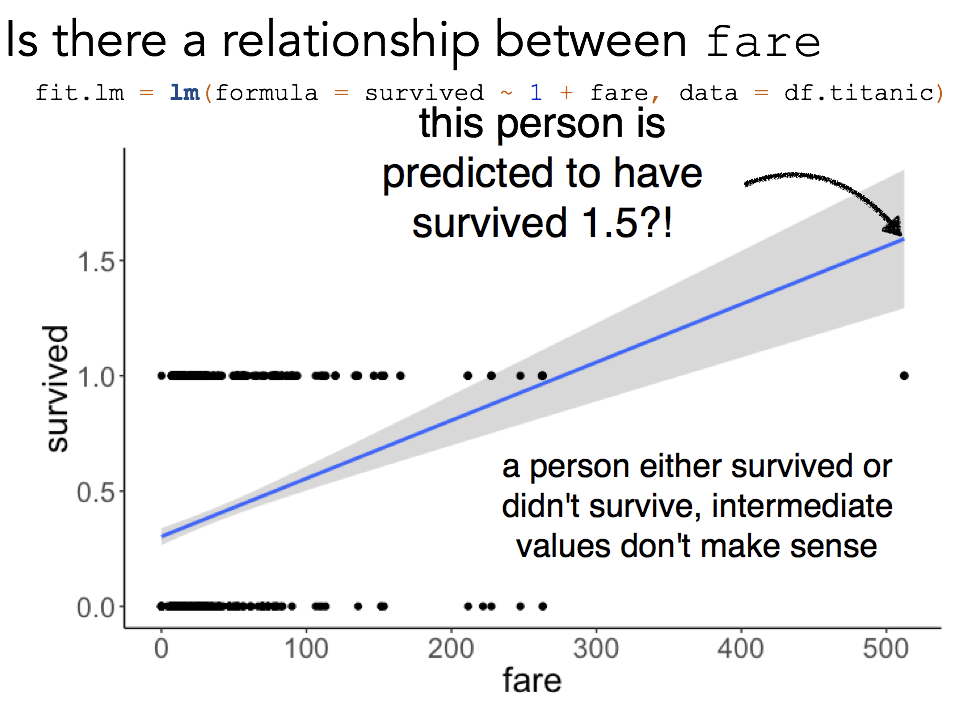 Is there a relationship between fare
fit.lm = lm(formula = survived ~ 1 + fare, data = df.titanic)
this person is
predicted to have
survived 1.5?!
survived
1.5
1.0
0.5
0.0
a person either survived or
didn't survive, intermediate
values don't make sense
0 100 200 300 400 500
fare